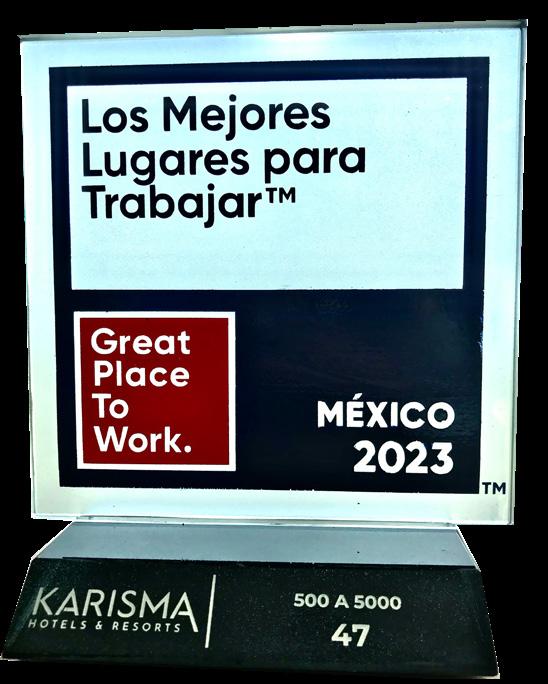 Los Mejores
Lugares para
Trabajar™
Great
Place
To
Work.
MÉXICO
2023
TM
KARISMA
HOTELS & RESORTS
500 A 5000
47